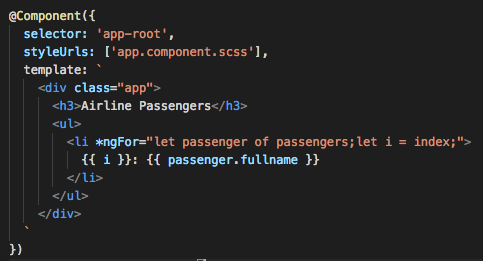 @Component({
  selector: 'app-root',
  styleUrls: ['app.component.scss'],
  template: `
    <div class="app">
      <h3>Airline Passengers</h3>
      <ul>
        <li *ngFor="let passenger of passengers;let i = index;">
          {{ i }}: {{ passenger.fullname }}
        </li>
      </ul>
    </div>
  `
})